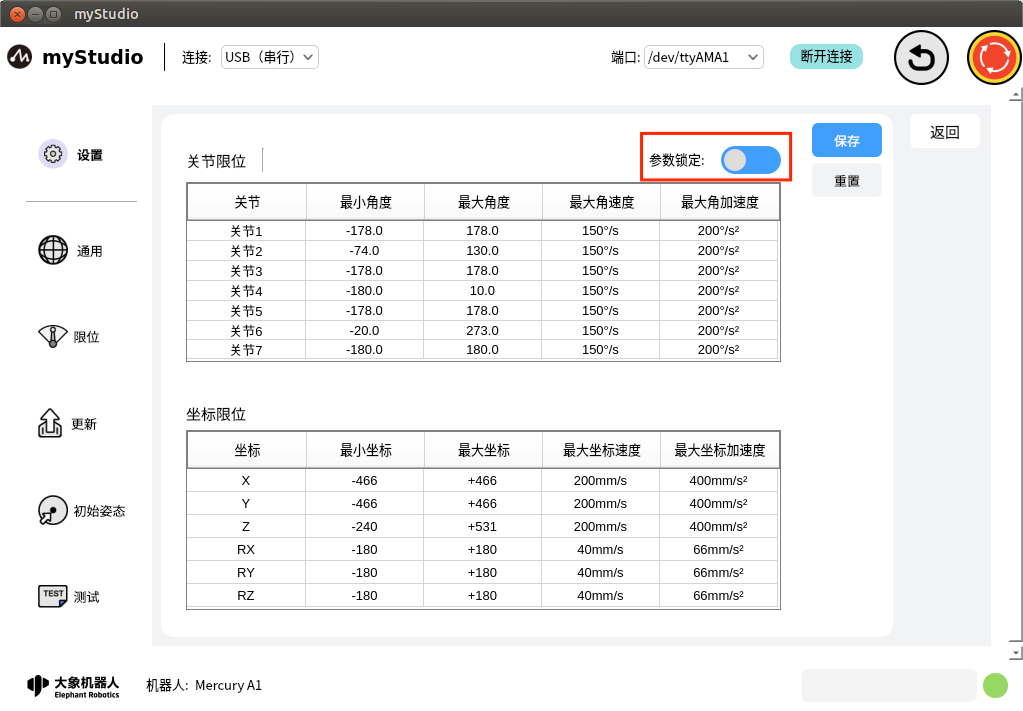 myStudio
myStudio 连接: USB（串行） 端口: /dev/ttyAMA1 断开连接
设置
通用
限位
更新
初始姿态
TEST 测试
关节限位 参数锁定: 保存 返回
重置
关节 最小角度 最大角度 最大角速度 最大角加速度
关节1 -178.0 178.0 150°/s 200°/s²
关节2 -74.0 130.0 150°/s 200°/s²
关节3 -178.0 178.0 150°/s 200°/s²
关节4 -180.0 10.0 150°/s 200°/s²
关节5 -178.0 178.0 150°/s 200°/s²
关节6 -20.0 273.0 150°/s 200°/s²
关节7 -180.0 180.0 150°/s 200°/s²
坐标限位
坐标 最小坐标 最大坐标 最大坐标速度 最大坐标加速度
X -466 +466 200mm/s 400mm/s²
Y -466 +466 200mm/s 400mm/s²
Z -240 +531 200mm/s 400mm/s²
RX -180 +180 40mm/s 66mm/s²
RY -180 +180 40mm/s 66mm/s²
RZ -180 +180 40mm/s 66mm/s²
大象机器人
Elephant Robotics
机器人: Mercury A1